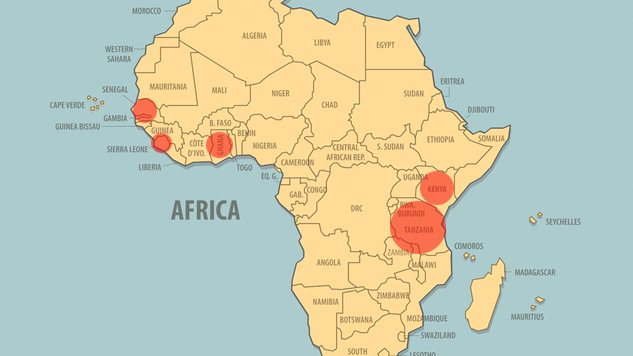 MOROCCO
ALGERIA
LIBYA
EGYPT
WESTERN
SAHARA
MAURITANIA
MALI
NIGER
CHAD
SUDAN
ERITREA
SENEGAL
CAPE VERDE
GAMBIA
GUINEA BISSAU
GUINEA
B. FASO
BENIN
DJIBOUTI
SIERRA LEONE
CÔTE
D'IVO.
GHANA
NIGERIA
CENTRAL
AFRICAN REP.
S. SUDAN
ETHIOPIA
SOMALIA
LIBERIA
TOGO
CAMEROON
EQ. G.
GAB.
CONGO
UGANDA
KENYA
DRC
RWA.
BURUNDI
TANZANIA
AFRICA
SEYCHELLES
COMOROS
ZAMBIA
MALAWI
ANGOLA
MADAGASCAR
NAMIBIA
ZIMBABWE
BOTSWANA
MOZAMBIQUE
MAURITIUS
SWAZILAND
SOUTH
LESOTHO